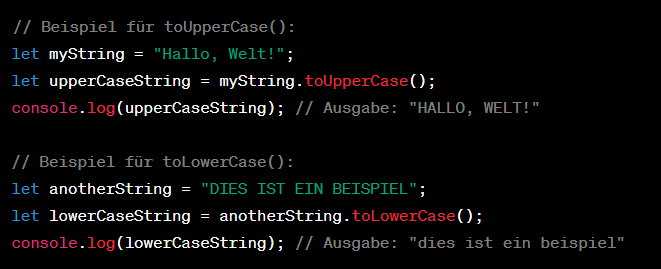 // Beispiel für toUpperCase():
let myString = "Hallo, Welt!";
let upperCaseString = myString.toUpperCase();
console.log(upperCaseString); // Ausgabe: "HALLO, WELT!"
// Beispiel für toLowerCase():
let anotherString = "DIES IST EIN BEISPIEL";
let lowerCaseString = anotherString.toLowerCase();
console.log(lowerCaseString); // Ausgabe: "dies ist ein beispiel"